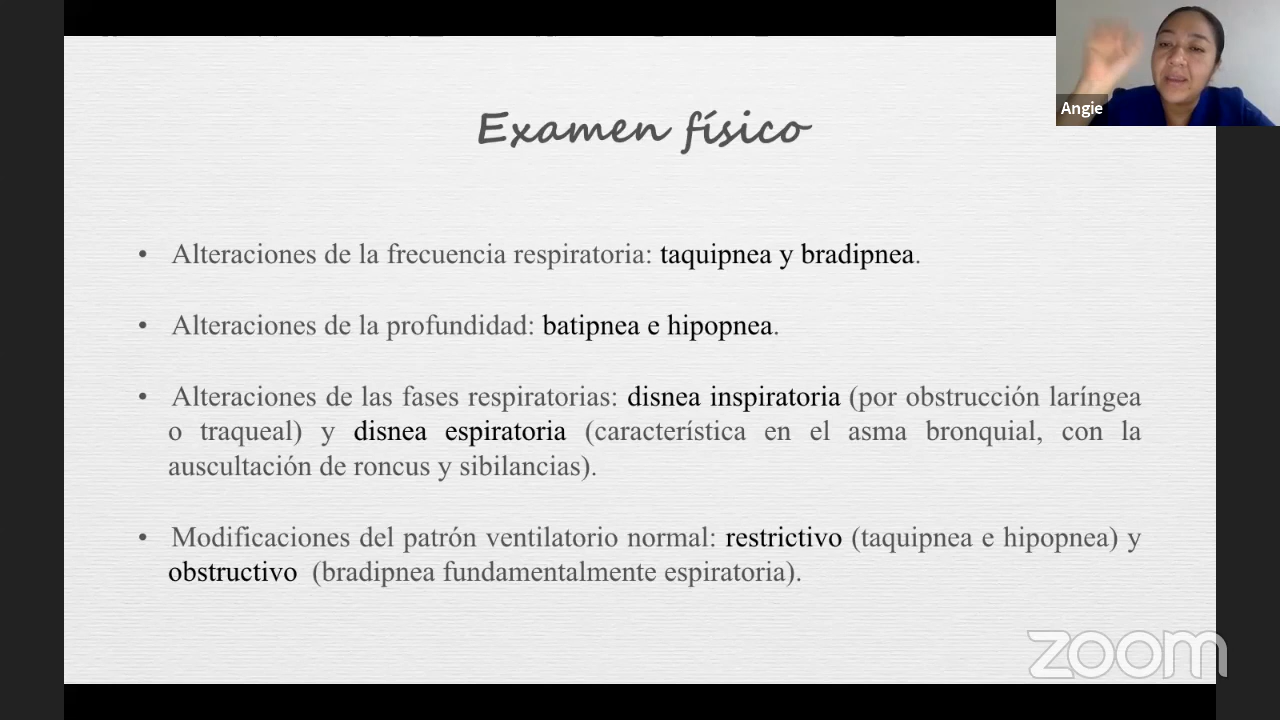 Angie
Examen físico
• Alteraciones de la frecuencia respiratoria: taquipnea y bradipnea.
• Alteraciones de la profundidad: batipnea e hipopnea.
• Alteraciones de las fases respiratorias: disnea inspiratoria (por obstrucción laríngea
o traqueal) y disnea espiratoria (característica en el asma bronquial, con la
auscultación de roncus y sibilancias).
• Modificaciones del patrón ventilatorio normal: restrictivo (taquipnea e hipopnea) y
obstructivo (bradipnea fundamentalmente espiratoria).
zoom